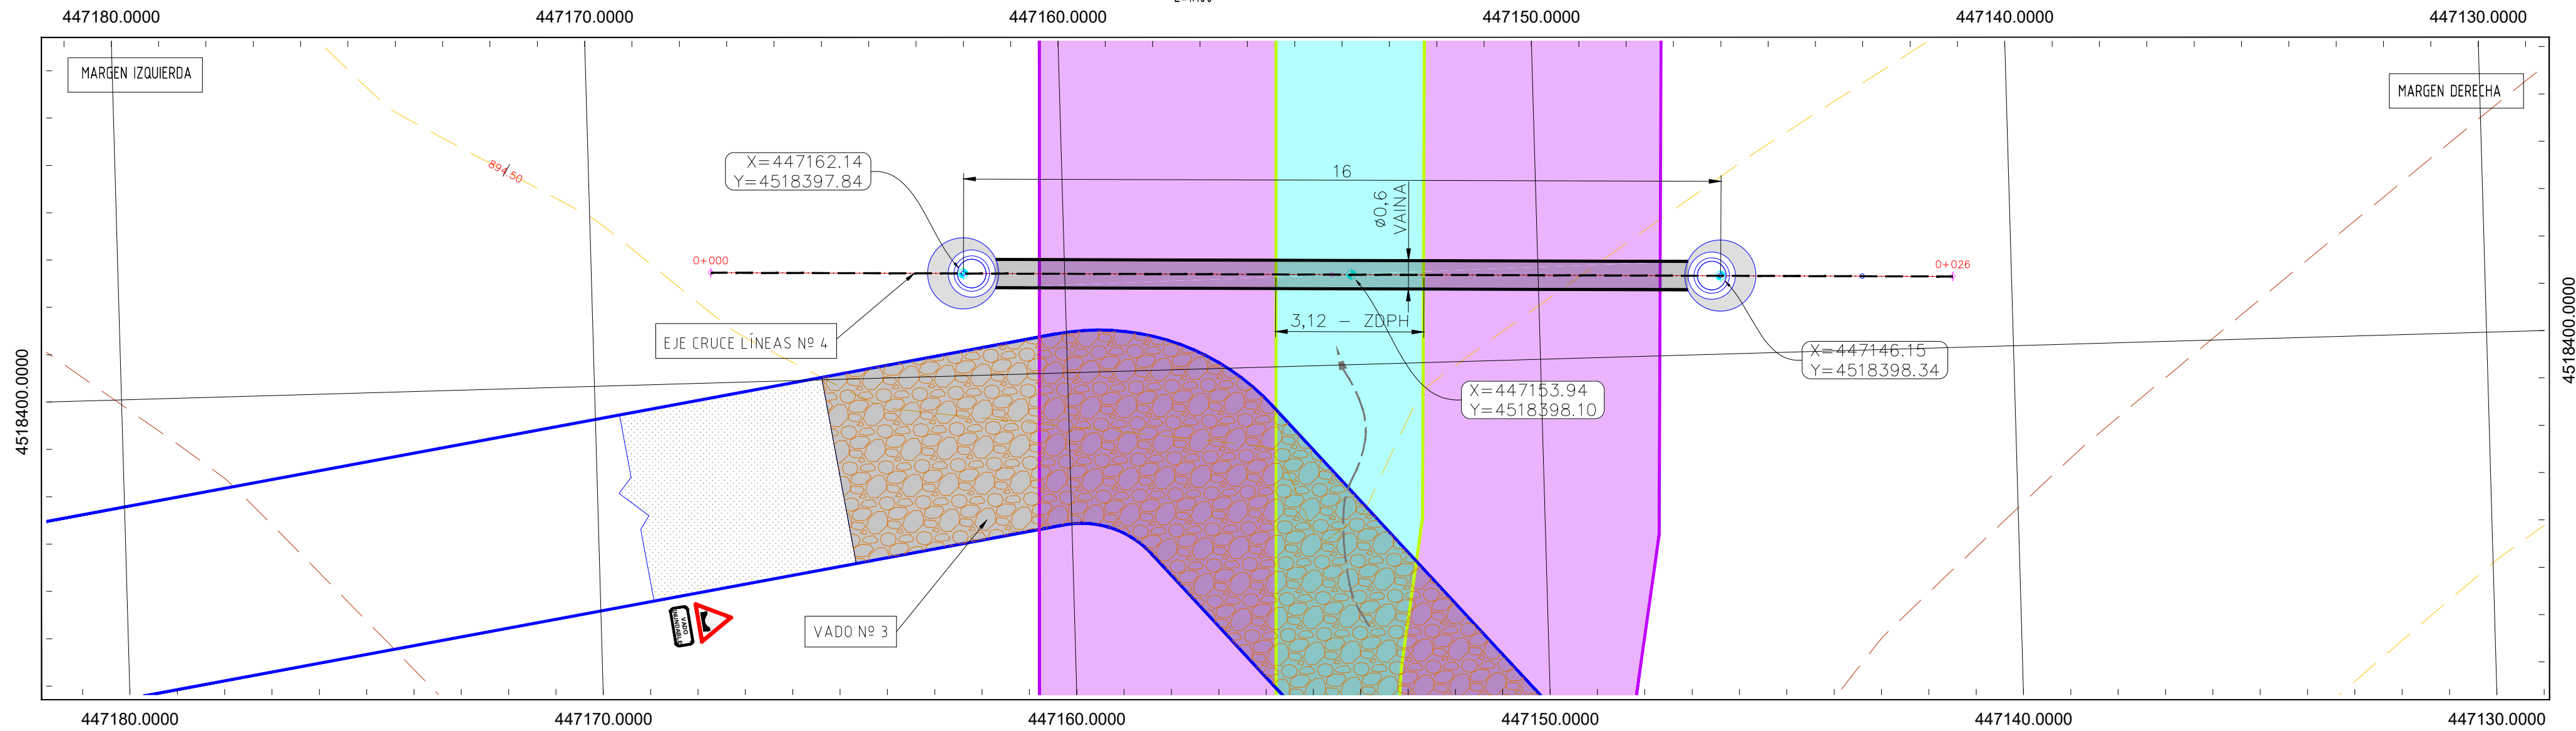 447180.0000
447170.0000
447160.0000
447150.0000
447140.0000
447130.0000
MARGEN IZQUIERDA
MARGEN DERECHA
894.50
X=447162.14
Y=4518397.84
16
ø0,6
VAINA
0+000
0+026
EJE CRUCE LÍNEAS Nº 4
3,12 - ZDPH
X=447146.15
Y=4518398.34
X=447153.94
Y=4518398.10
4518400.0000
4518400.0000
VADO
INUNDABLE
VADO Nº 3
447180.0000
447170.0000
447160.0000
447150.0000
447140.0000
447130.0000